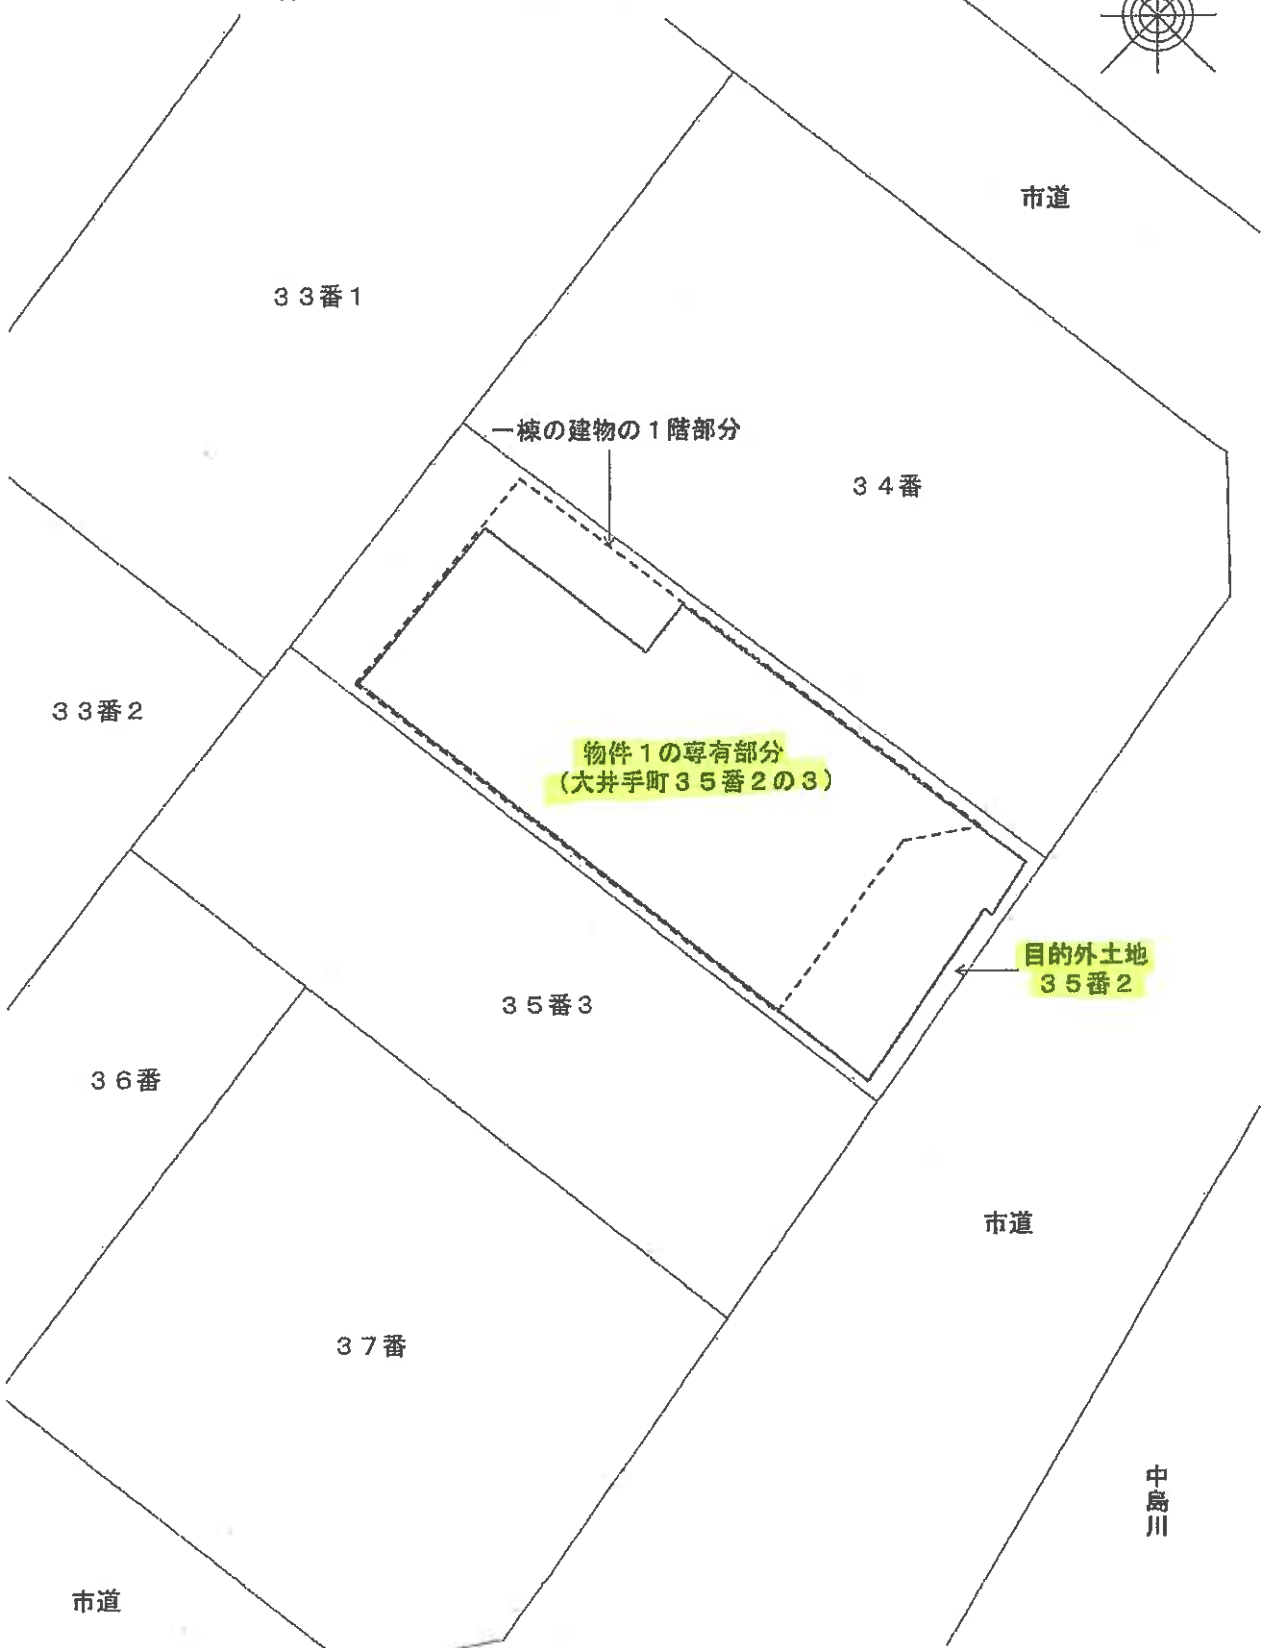 市道
33番1
一棟の建物の1階部分
34番
33番2
物件1の専有部分
(大井手町35番2の3)
目的外土地
35番2
35番3
36番
市道
37番
中島川
市道